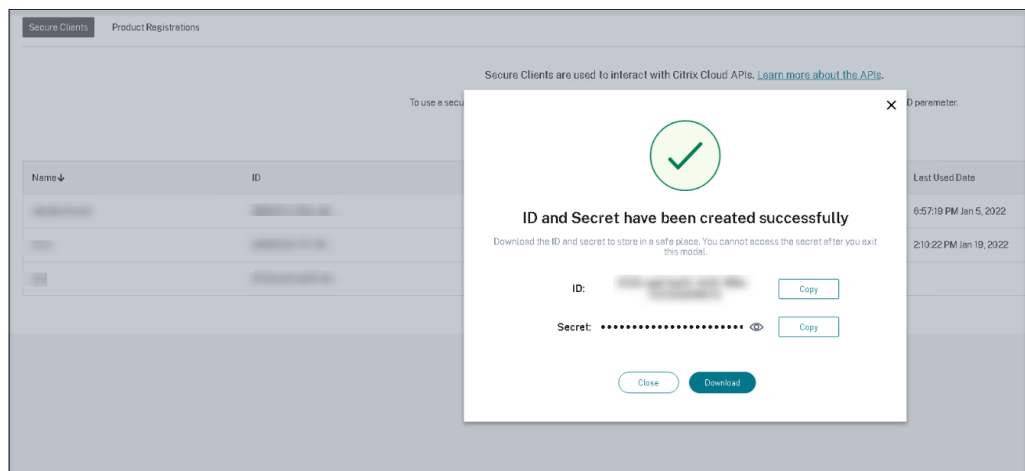 Secure Clients
Product Registrations
Secure Clients are used to interact with Citrix Cloud APIs. Learn more about the APIs.
To use a secu
D parameter.
Name↓
ID
Last Used Date
6:57:19 PM Jan 5, 2022
2:10:22 PM Jan 19, 2022
ID and Secret have been created successfully
Download the ID and secret to store in a safe place. You cannot access the secret after you exit
this modal.
ID:
Copy
Secret: ••••••••••••••••••••••••
Copy
Close
Download